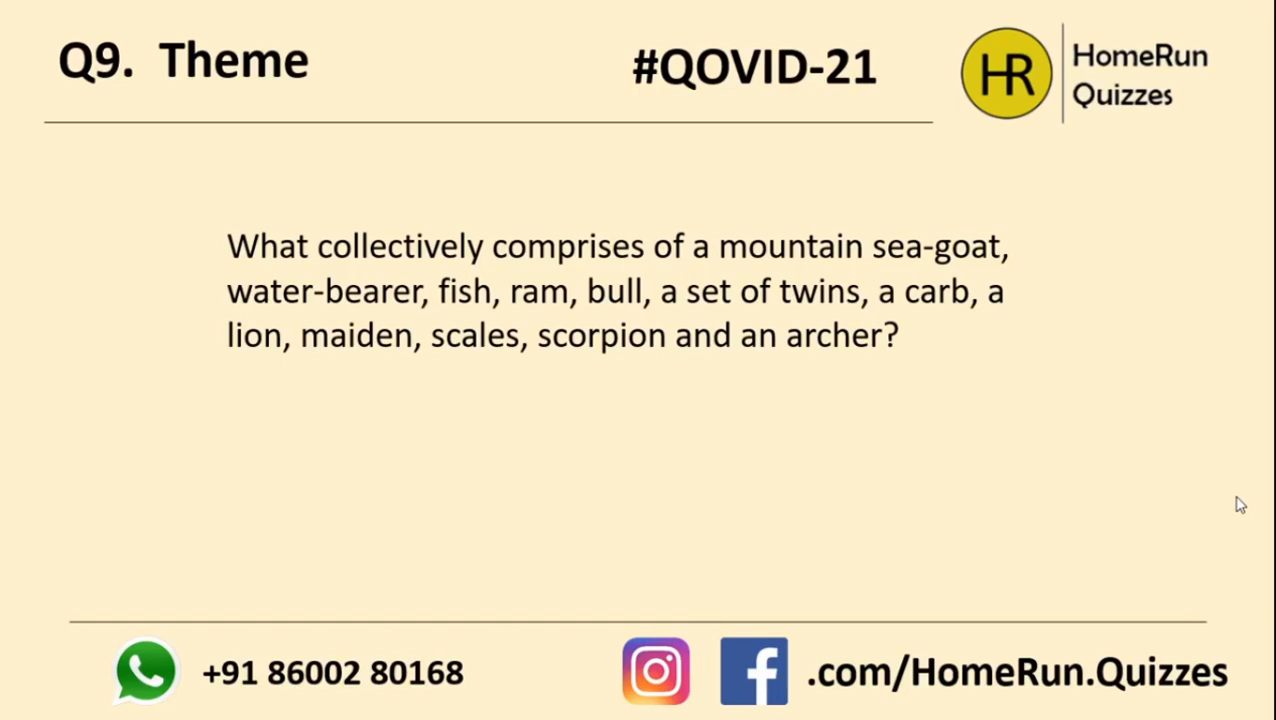 Q9. Theme
#QOVID-21
HR
HomeRun
Quizzes
What collectively comprises of a mountain sea-goat,
water-bearer, fish, ram, bull, a set of twins, a carb, a
lion, maiden, scales, scorpion and an archer?
+91 86002 80168
.com/HomeRun.Quizzes